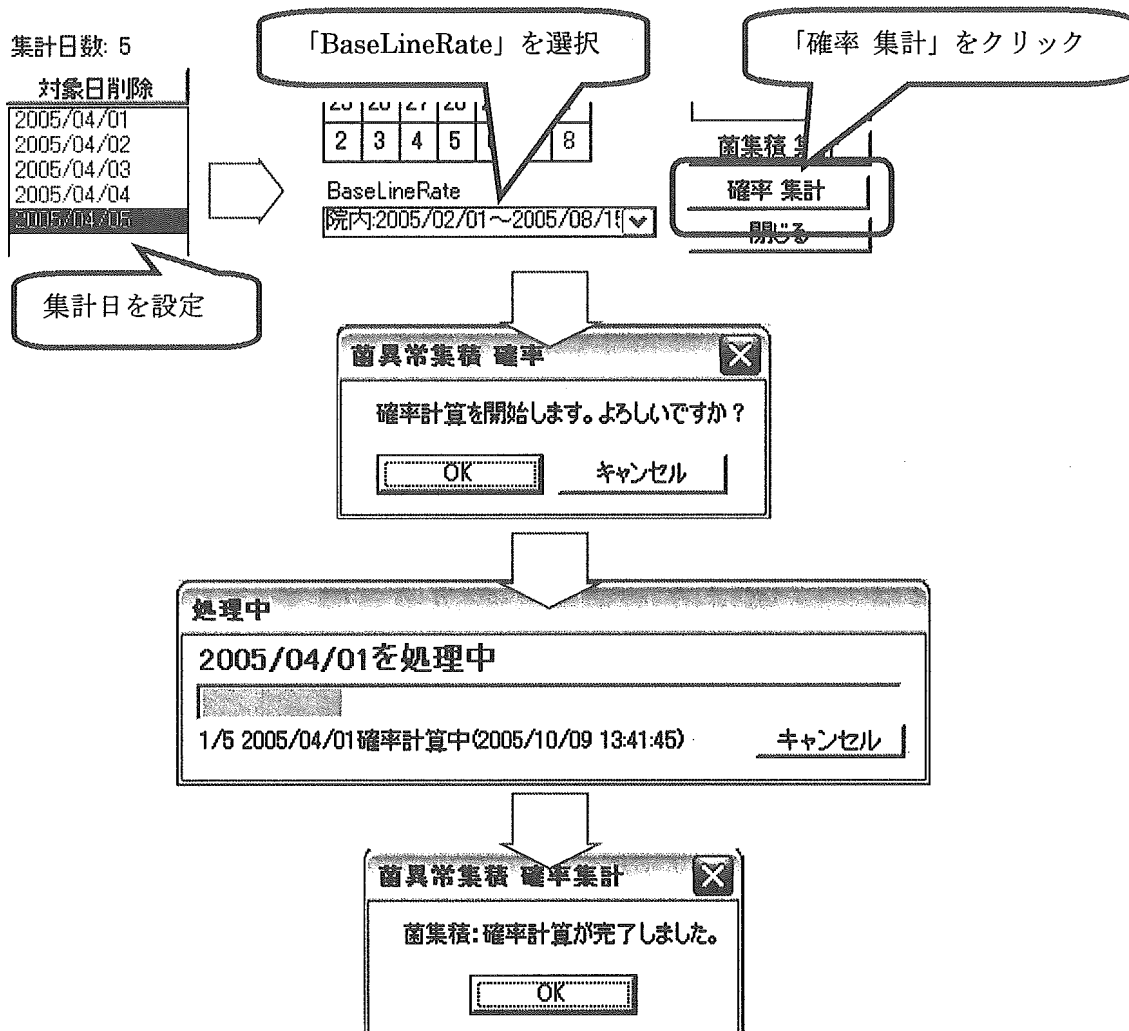 集計日数: 5
「BaseLineRate」を選択
「確率 集計」をクリック
対象日削除
2005/04/01
2005/04/02
2005/04/03
2005/04/04
2005/04/05
2 3 4 5 8
BaseLineRate
院内:2005/02/01～2005/08/15
菌集積 集計
確率 集計
閉じる
集計日を設定
菌異常集積 確率
確率計算を開始します。よろしいですか?
OK
キャンセル
処理中
2005/04/01を処理中
1/5 2005/04/01確率計算中(2005/10/09 13:41:45)
キャンセル
菌異常集積 確率集計
菌集積:確率計算が完了しました。
OK